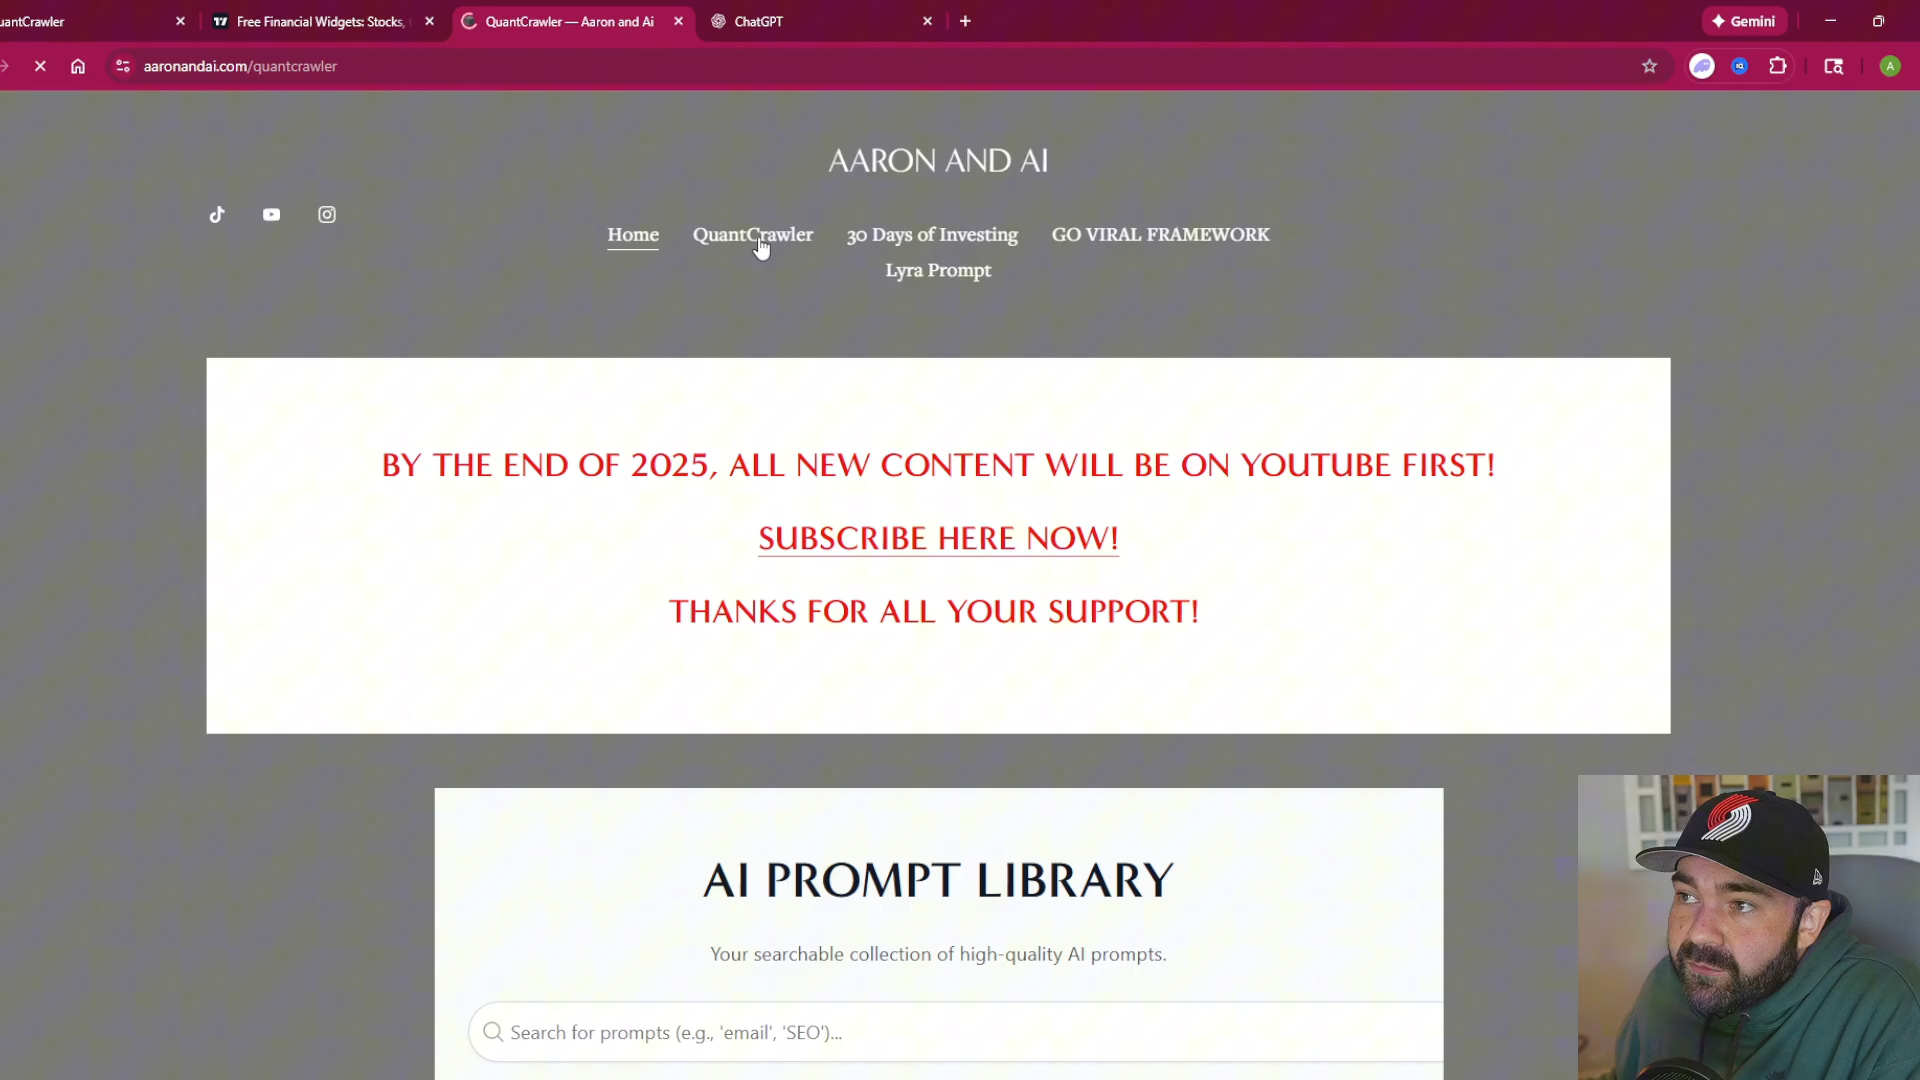 uantCrawler
Free Financial Widgets: Stocks,
QuantCrawler — Aaron and Ai
ChatGPT
Gemini
aaronandai.com/quantcrawler
A
AARON AND AI
Home
QuantCrawler
30 Days of Investing
GO VIRAL FRAMEWORK
Lyra Prompt
BY THE END OF 2025, ALL NEW CONTENT WILL BE ON YOUTUBE FIRST!
SUBSCRIBE HERE NOW!
THANKS FOR ALL YOUR SUPPORT!
AI PROMPT LIBRARY
Your searchable collection of high-quality AI prompts.
Search for prompts (e.g., 'email', 'SEO')...